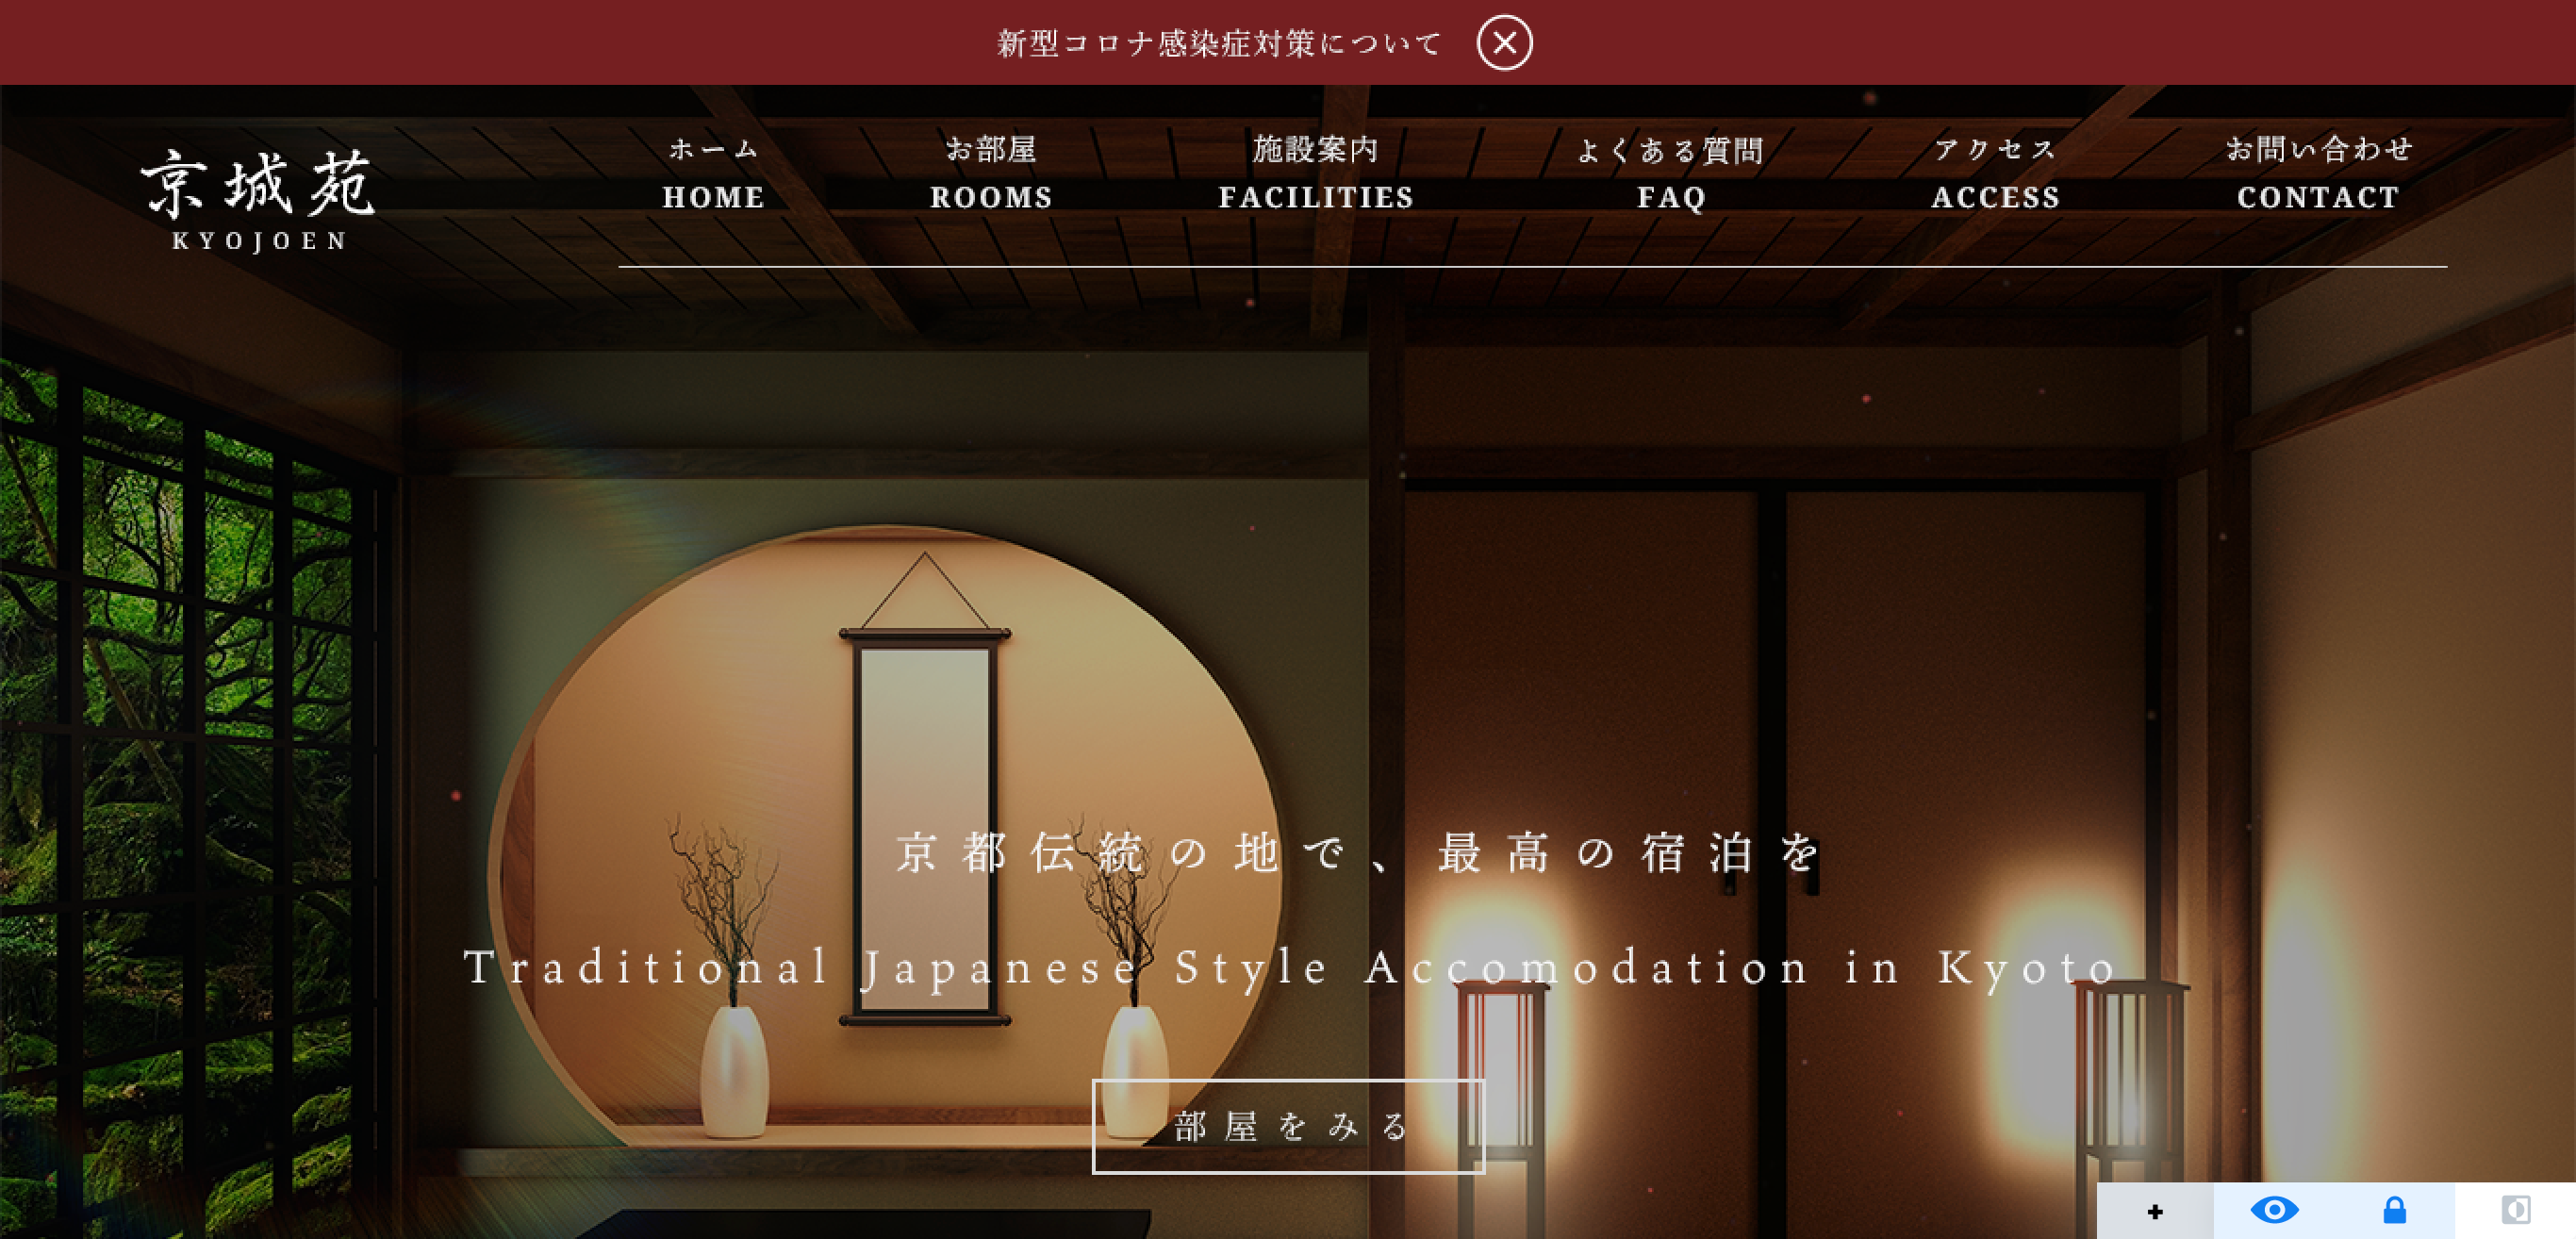 新型コロナ感染症対策について
京城苑
KYOJOEN
ホーム
HOME
お部屋
ROOMS
施設案内
FACILITIES
よくある質問
FAQ
アクセス
ACCESS
お問い合わせ
CONTACT
京都伝統の地で、最高の宿泊を
Traditional Japanese Style Accomodation in Kyoto
部屋をみる